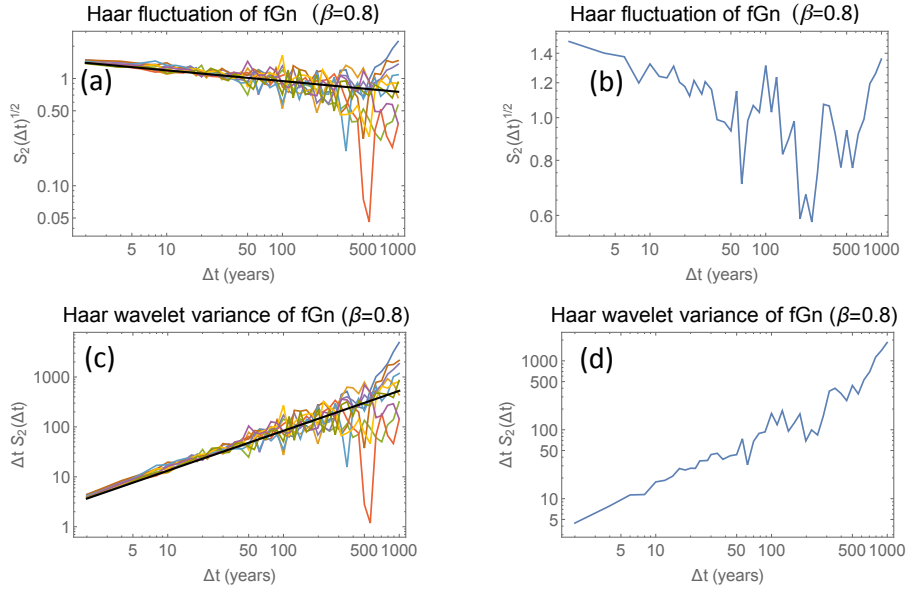 Haar fluctuation of fGn (β=0.8)
(a)
1
0.50
0.10
0.05
S₂(Δt)^1/2
5 10 50 100 500 1000
Δt (years)
Haar fluctuation of fGn (β=0.8)
(b)
1.4
1.2
1.0
0.8
0.6
S₂(Δt)^1/2
5 10 50 100 500 1000
Δt (years)
Haar wavelet variance of fGn (β=0.8)
(c)
1000
100
10
1
Δt S₂(Δt)
5 10 50 100 500 1000
Δt (years)
Haar wavelet variance of fGn (β=0.8)
(d)
1000
500
100
50
10
5
Δt S₂(Δt)
5 10 50 100 500 1000
Δt (years)